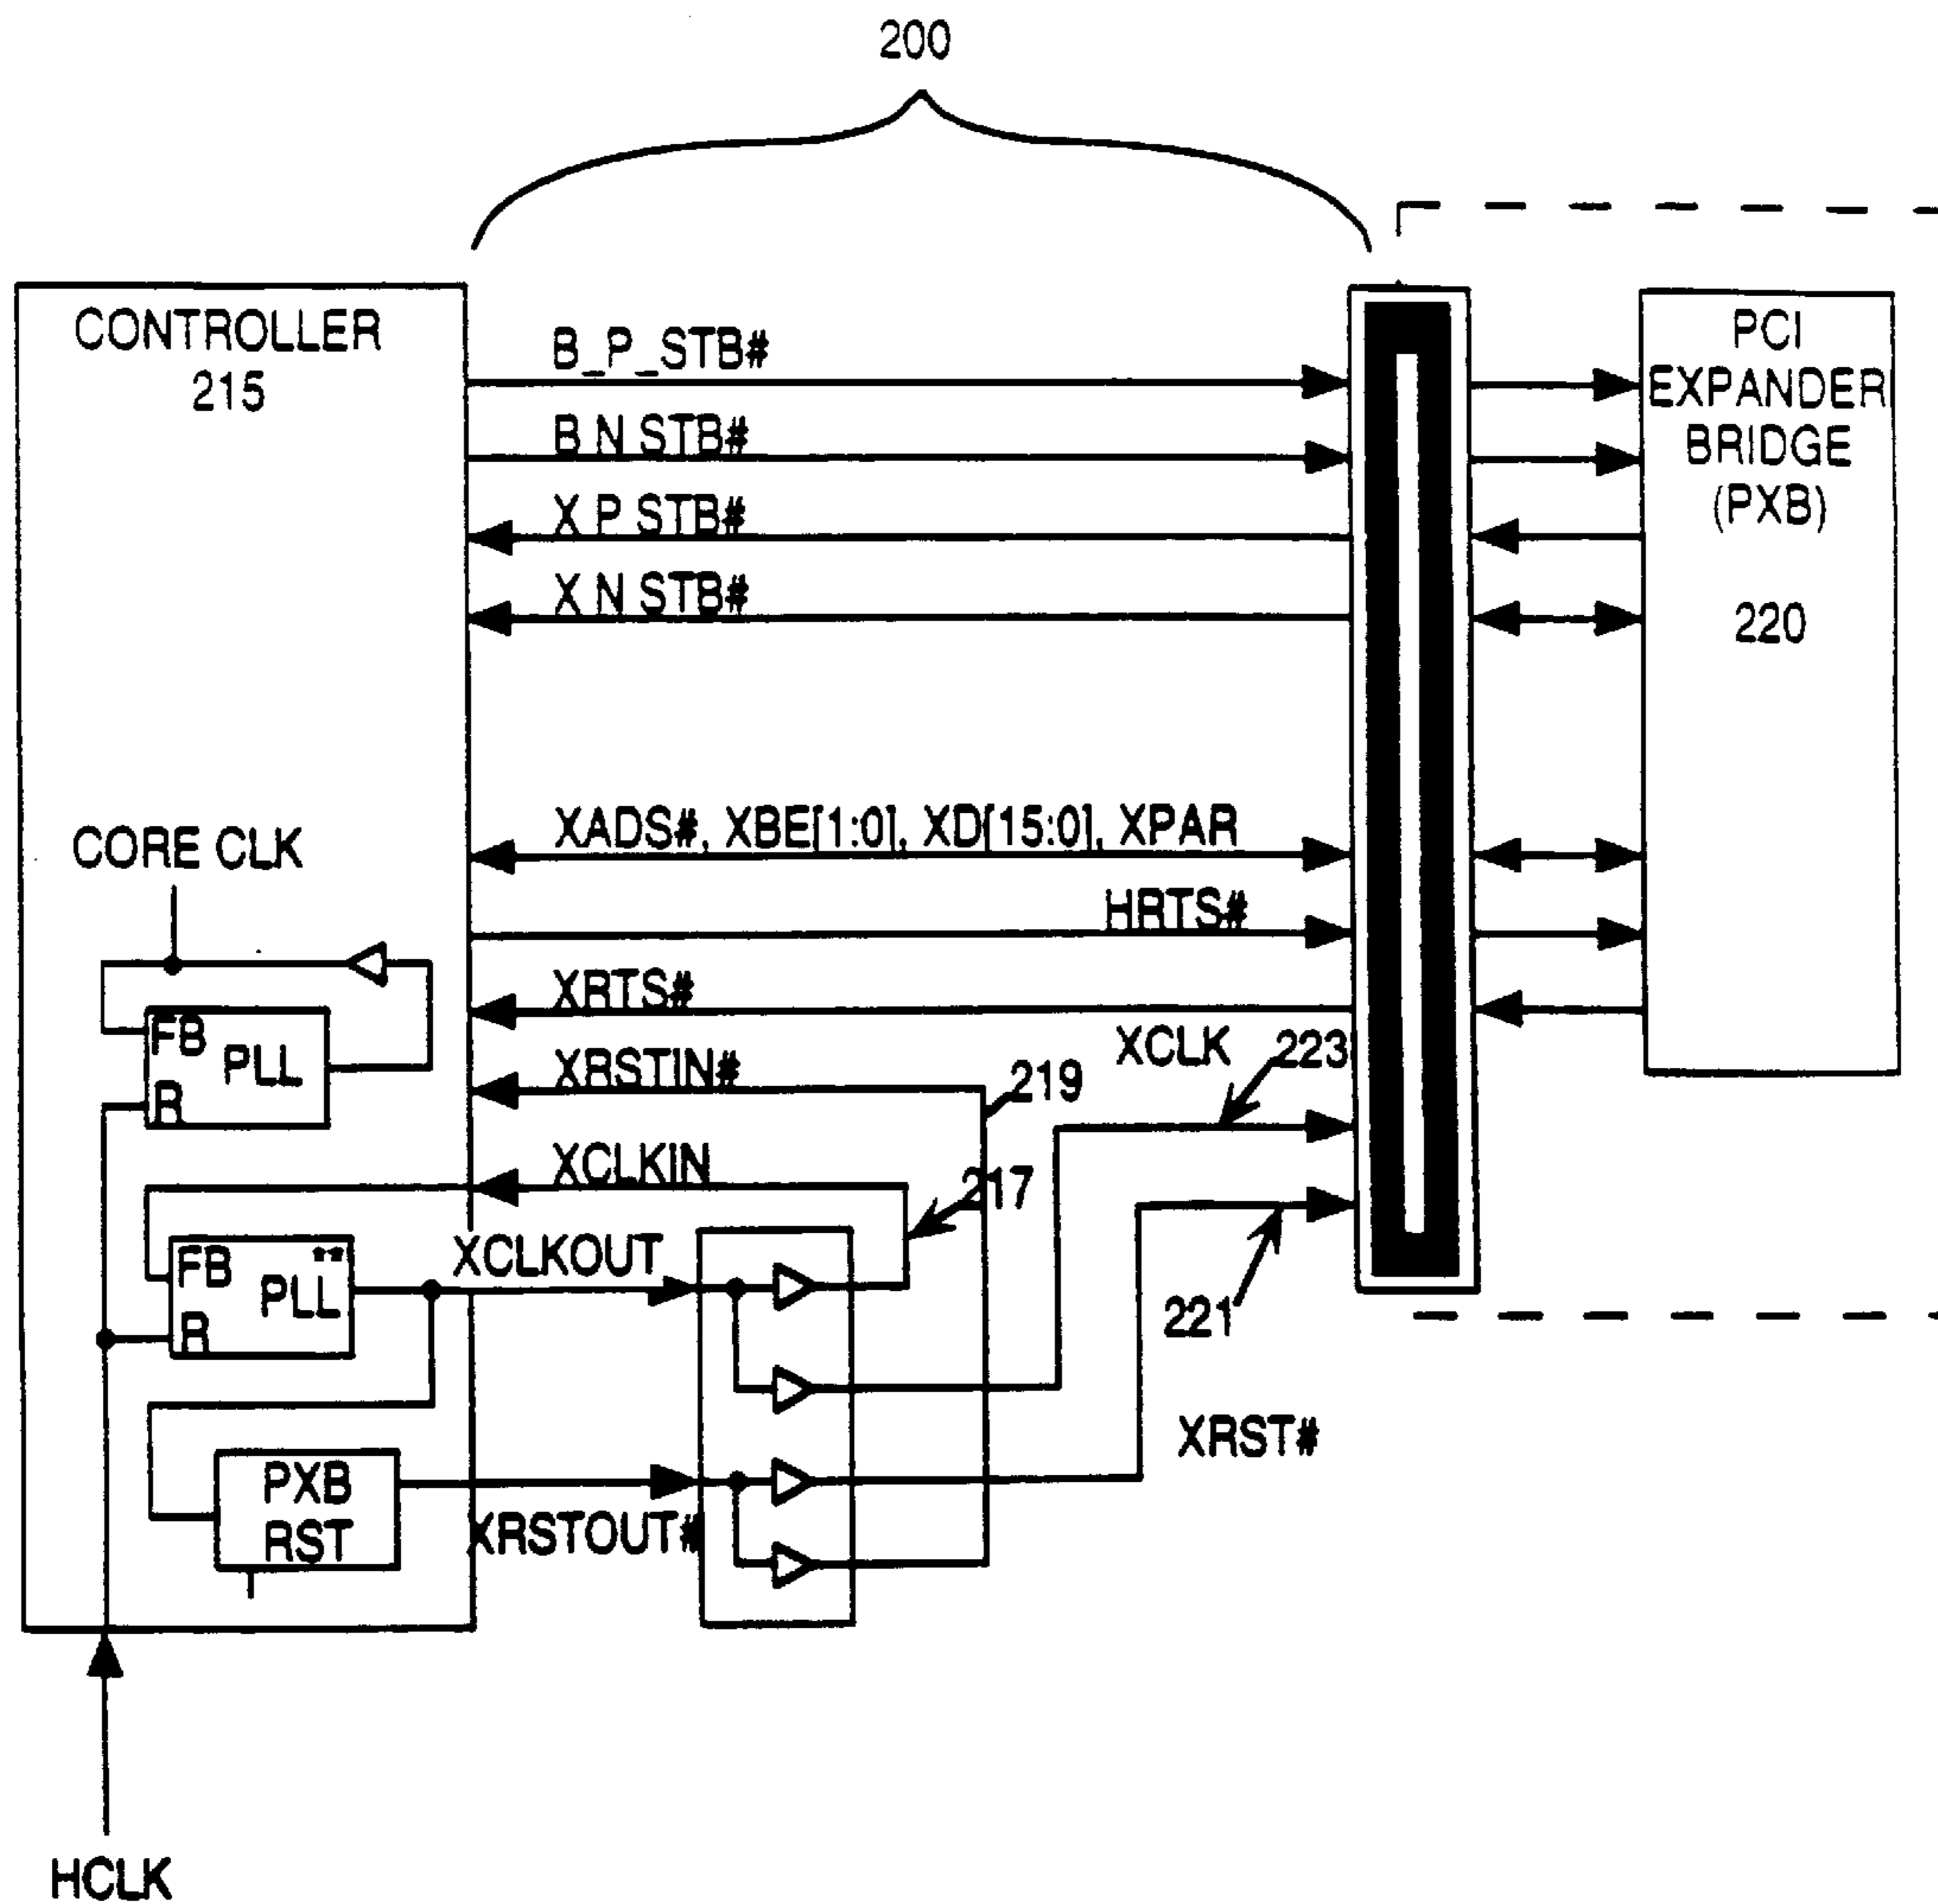 200
CONTROLLER
215
B_P_STB#
B N STB#
X P STB#
X N STB#
PCI
EXPANDER
BRIDGE
(PXB)
220
XADS#, XBE[1:0], XD[15:0], XPAR
HRTS#
XRTS#
XRSTIN#
XCLKIN
CORE CLK
FB
PLL
R
XCLK
223
219
217
FB
**
PLL
R
XCLKOUT
221
PXB
RST
XRSTOUT#
XRST#
HCLK